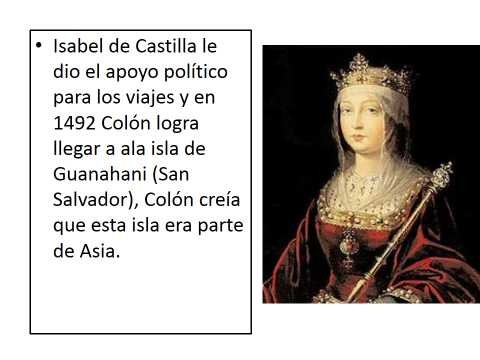 • Isabel de Castilla le
dio el apoyo político
para los viajes y en
1492 Colón logra
llegar a ala isla de
Guanahani (San
Salvador), Colón creía
que esta isla era parte
de Asia.